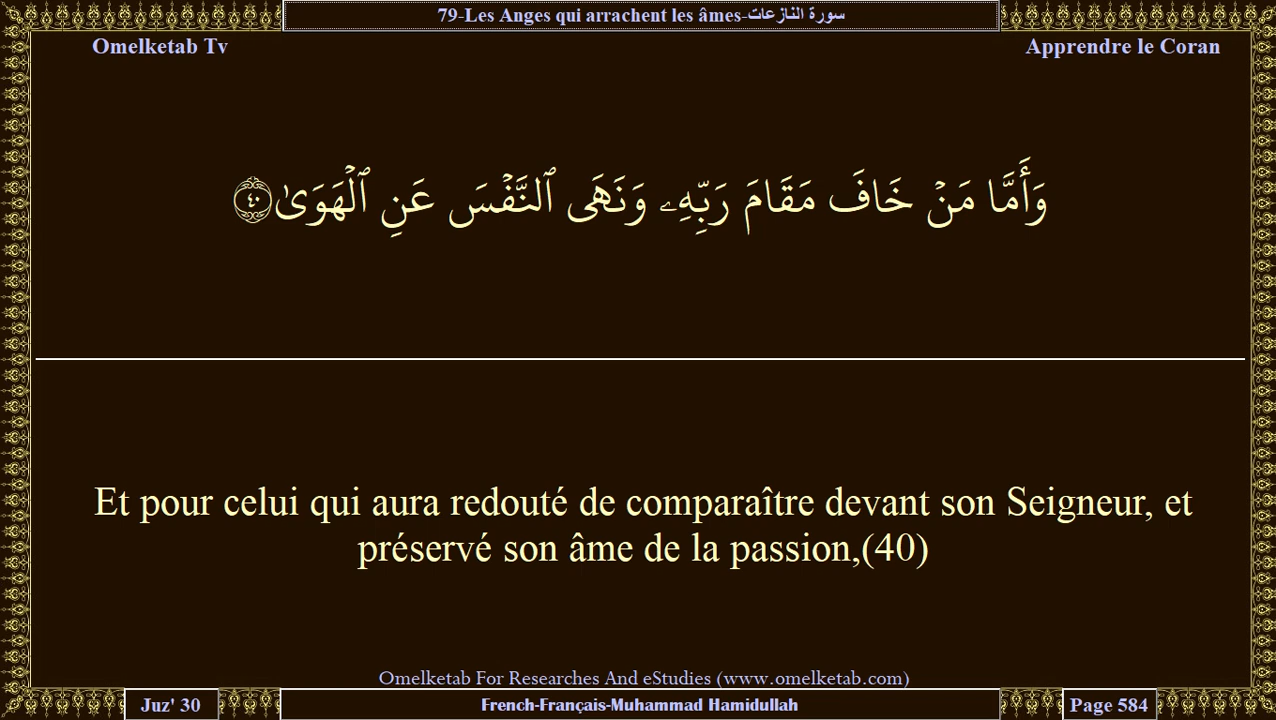 79-Les Anges qui arrachent les âmes-سورة النازعات
Omelketab Tv
Apprendre le Coran
وَأَمَّا مَنۡ خَافَ مَقَامَ رَبِّهِۦ وَنَهَى ٱلنَّفۡسَ عَنِ ٱلۡهَوَىٰ ٤٠
Et pour celui qui aura redouté de comparaître devant son Seigneur, et
préservé son âme de la passion,(40)
Omelketab For Researches And eStudies (www.omelketab.com)
Juz' 30
French-Français-Muhammad Hamidullah
Page 584